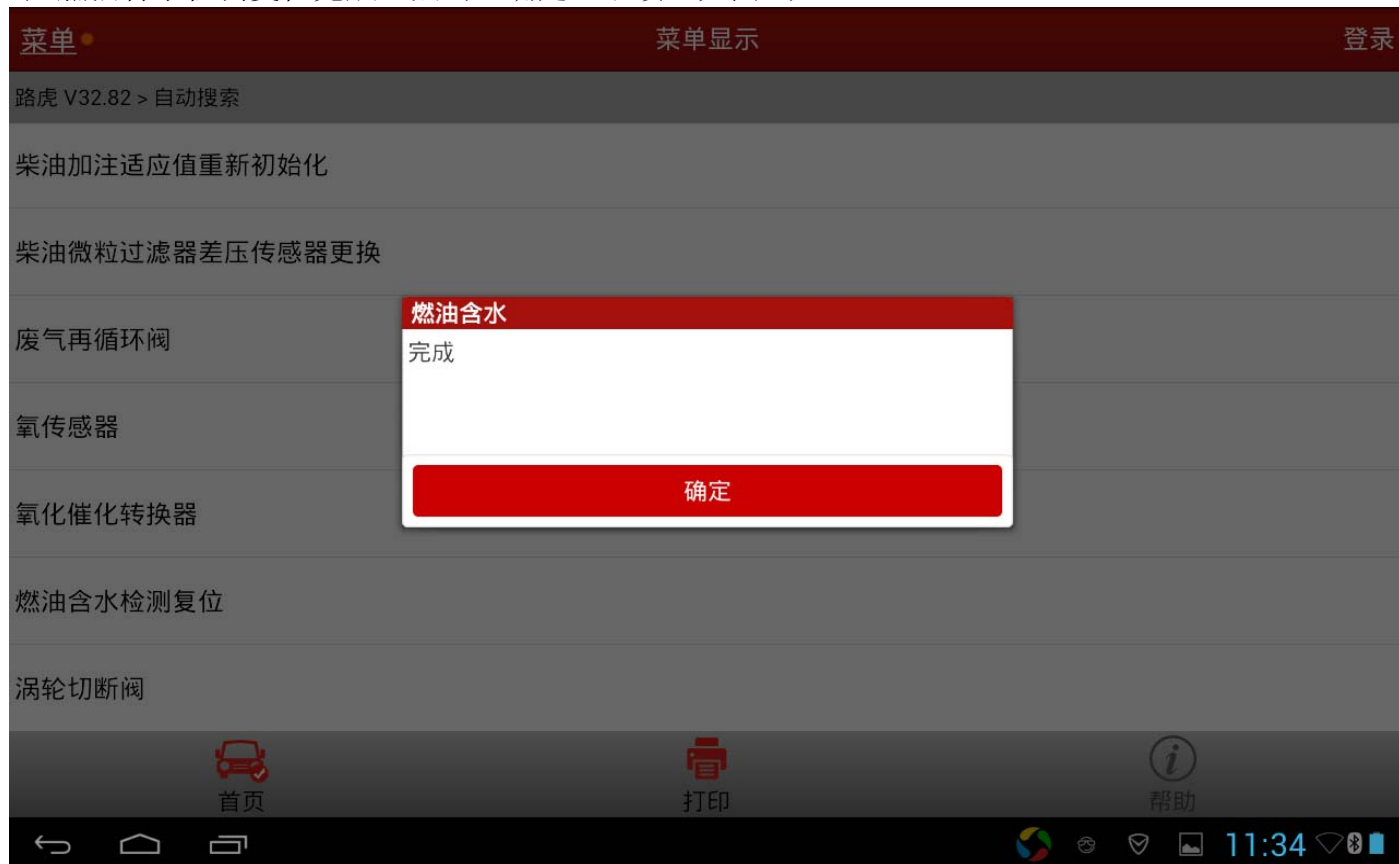 菜单
菜单显示
登录
路虎 V32.82 > 自动搜索
柴油加注适应值重新初始化
柴油微粒过滤器差压传感器更换
燃油含水
废气再循环阀
完成
氧传感器
确定
氧化催化转换器
燃油含水检测复位
涡轮切断阀
首页
打印
帮助
11:34